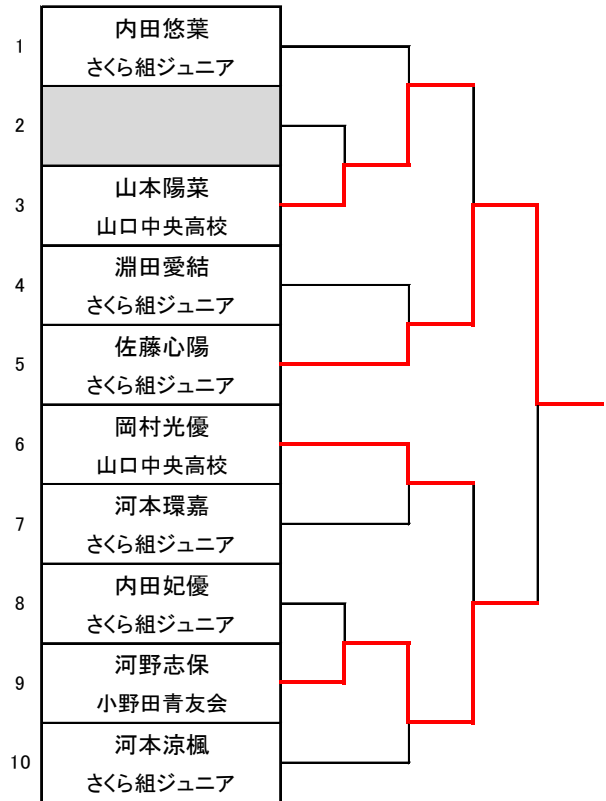 1
内田悠葉
さくら組ジュニア
2
3
山本陽菜
山口中央高校
4
淵田愛結
さくら組ジュニア
5
佐藤心陽
さくら組ジュニア
6
岡村光優
山口中央高校
7
河本環嘉
さくら組ジュニア
8
内田妃優
さくら組ジュニア
9
河野志保
小野田青友会
10
河本涼楓
さくら組ジュニア